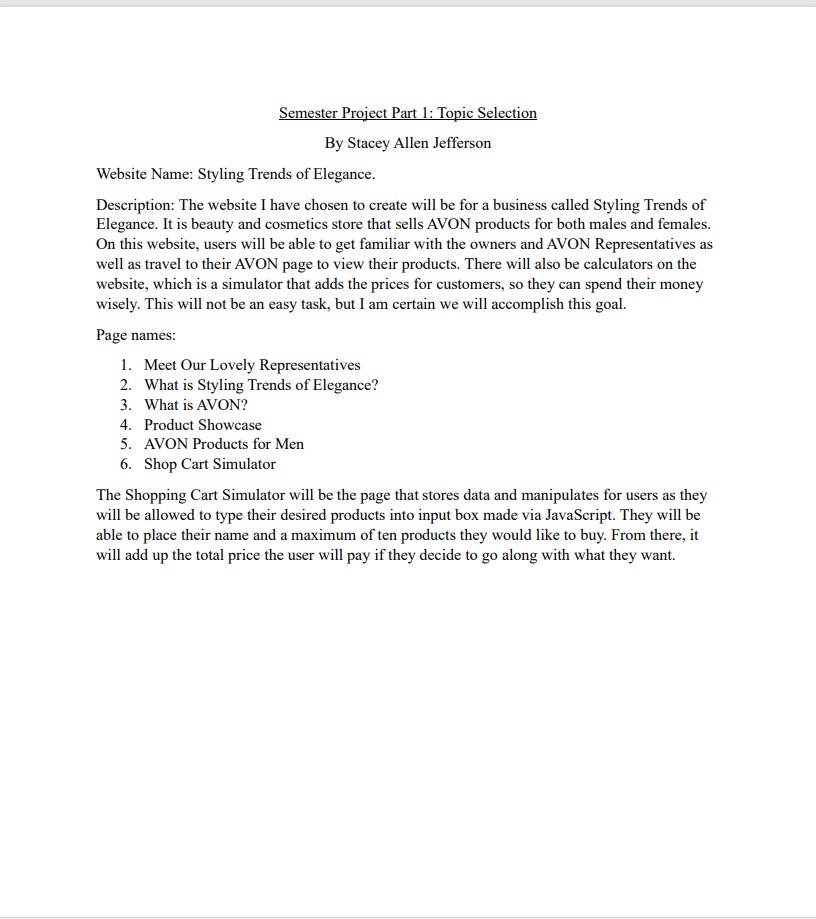 Semester Project Part 1: Topic Selection
By Stacey Allen Jefferson
Website Name: Styling Trends of Elegance.
Description: The website I have chosen to create will be for a business called Styling Trends of
Elegance. It is beauty and cosmetics store that sells AVON products for both males and females.
On this website, users will be able to get familiar with the owners and AVON Representatives as
well as travel to their AVON page to view their products. There will also be calculators on the
website, which is a simulator that adds the prices for customers, so they can spend their money
wisely. This will not be an easy task, but I am certain we will accomplish this goal.
Page names:
1. Meet Our Lovely Representatives
2. What is Styling Trends of Elegance?
3. What is AVON?
4. Product Showcase
5. AVON Products for Men
6. Shop Cart Simulator
The Shopping Cart Simulator will be the page that stores data and manipulates for users as they
will be allowed to type their desired products into input box made via JavaScript. They will be
able to place their name and a maximum of ten products they would like to buy. From there, it
will add up the total price the user will pay if they decide to go along with what they want.